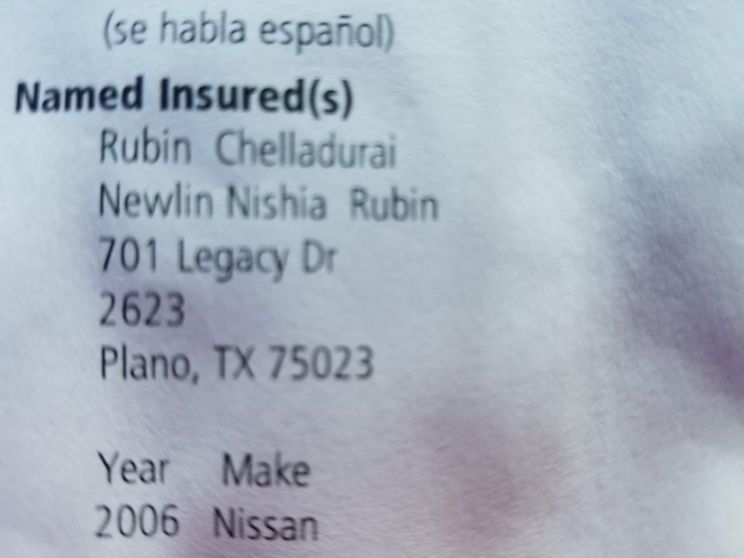 (se habla español)
Named Insured(s)
Rubin Chelladurai
Newlin Nishia Rubin
701 Legacy Dr
2623
Plano, TX 75023
Year Make
2006 Nissan